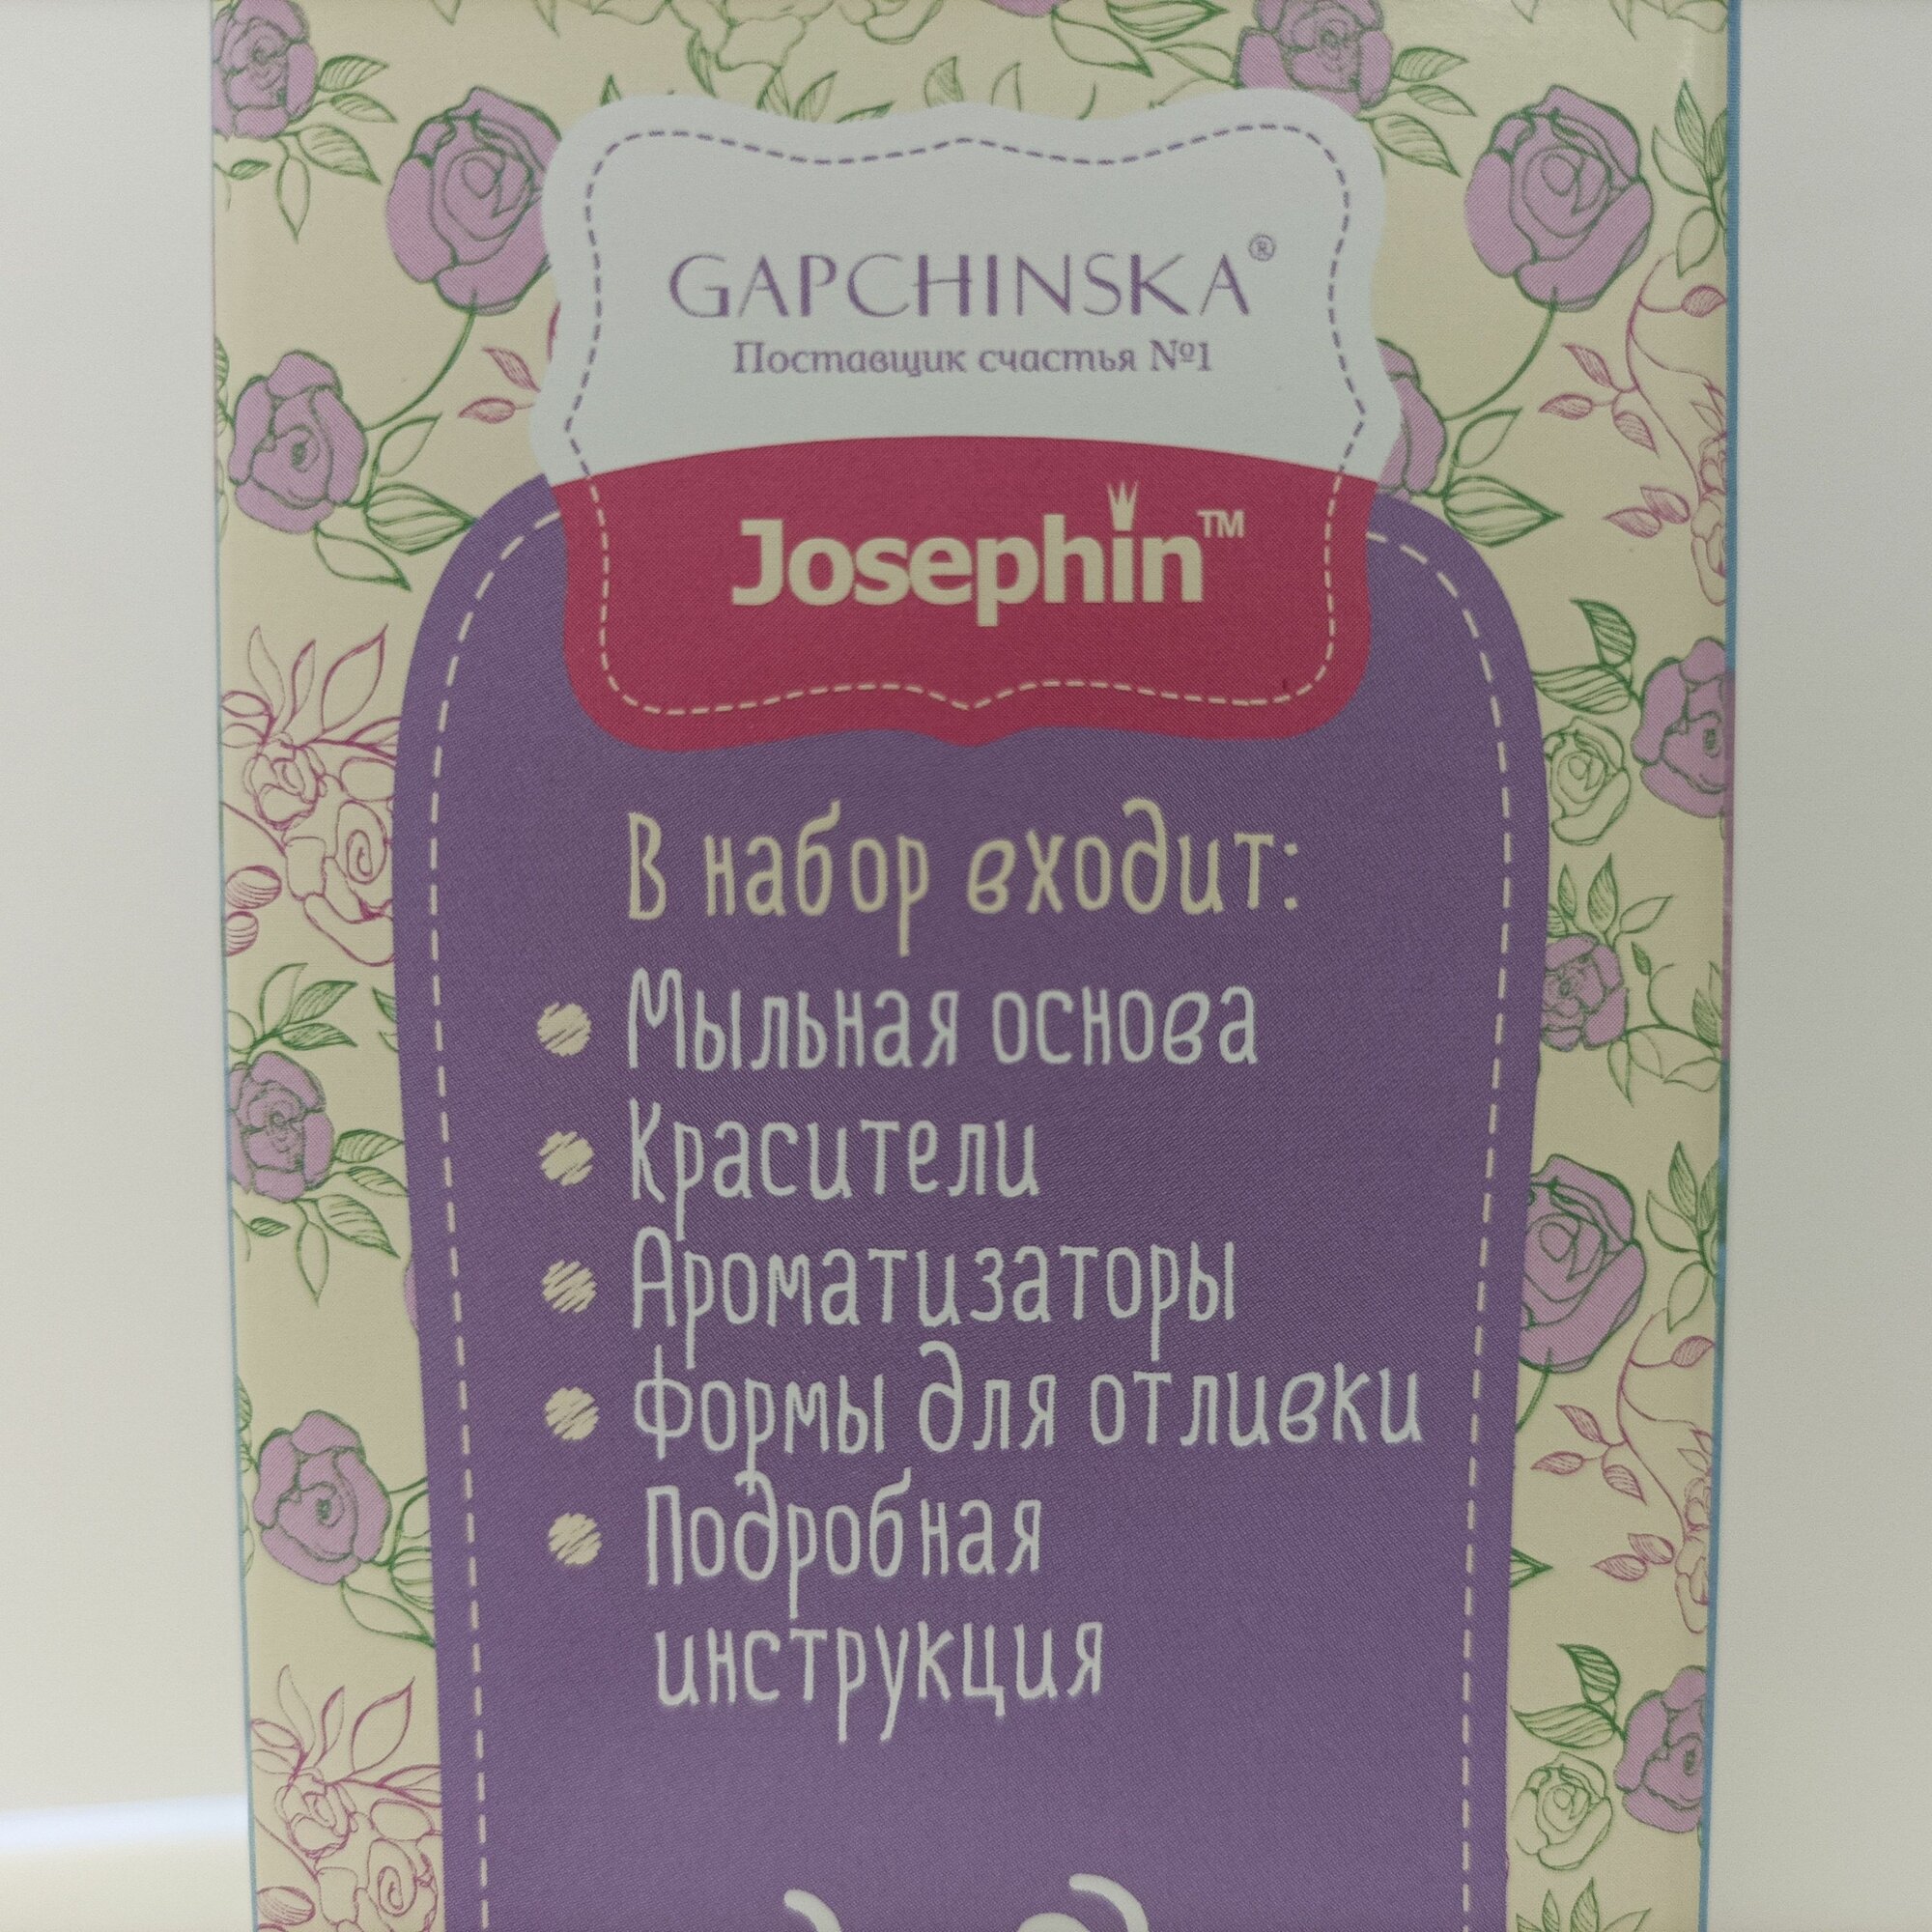 GAPCHINSKA®
Поставщик счастья №1
Josephin™
В набор входит:
Мыльная основа
Красители
Ароматизаторы
Формы для отливки
Подробная
инструкция